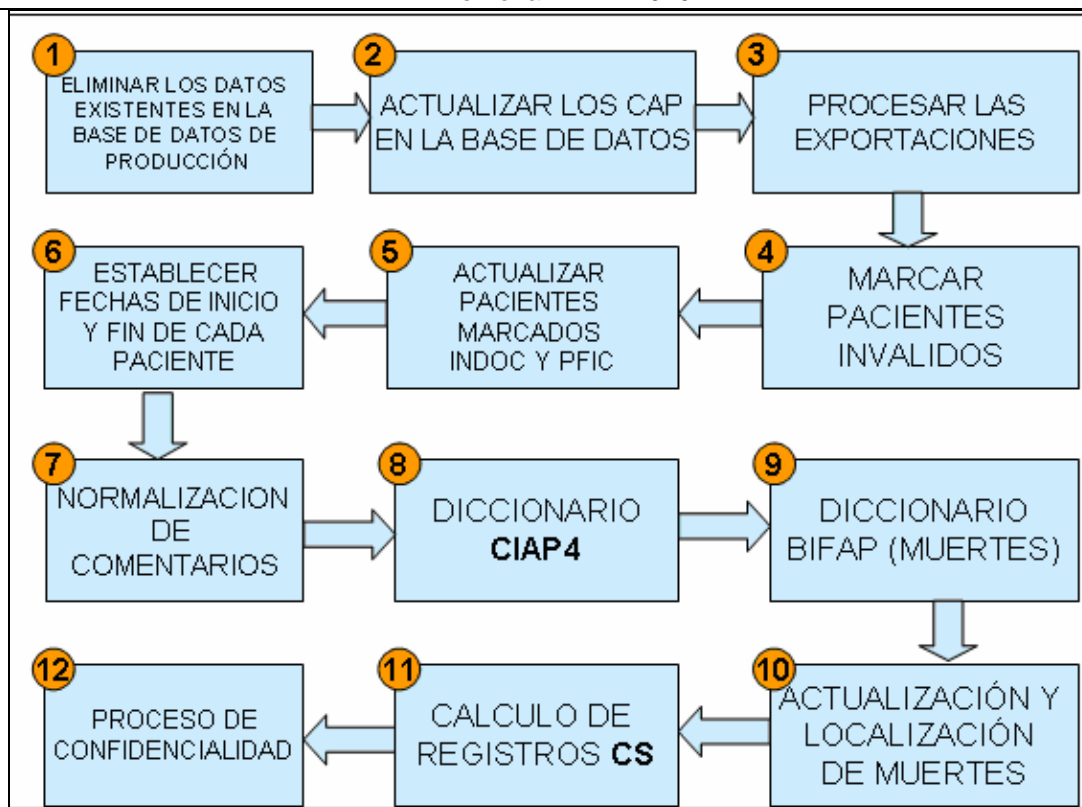 1
ELIMINAR LOS DATOS
EXISTENTES EN LA
BASE DE DATOS DE
PRODUCCIÓN
2
ACTUALIZAR LOS CAP
EN LA BASE DE DATOS
3
PROCESAR LAS
EXPORTACIONES
4
MARCAR
PACIENTES
INVALIDOS
5
ACTUALIZAR
PACIENTES
MARCADOS
INDOC Y PFIC
6
ESTABLECER
FECHAS DE INICIO
Y FIN DE CADA
PACIENTE
7
NORMALIZACION
DE
COMENTARIOS
8
DICCIONARIO
CIAP4
9
DICCIONARIO
BIFAP (MUERTES)
10
ACTUALIZACIÓN Y
LOCALIZACIÓN
DE MUERTES
11
CALCULO DE
REGISTROS CS
12
PROCESO DE
CONFIDENCIALIDAD